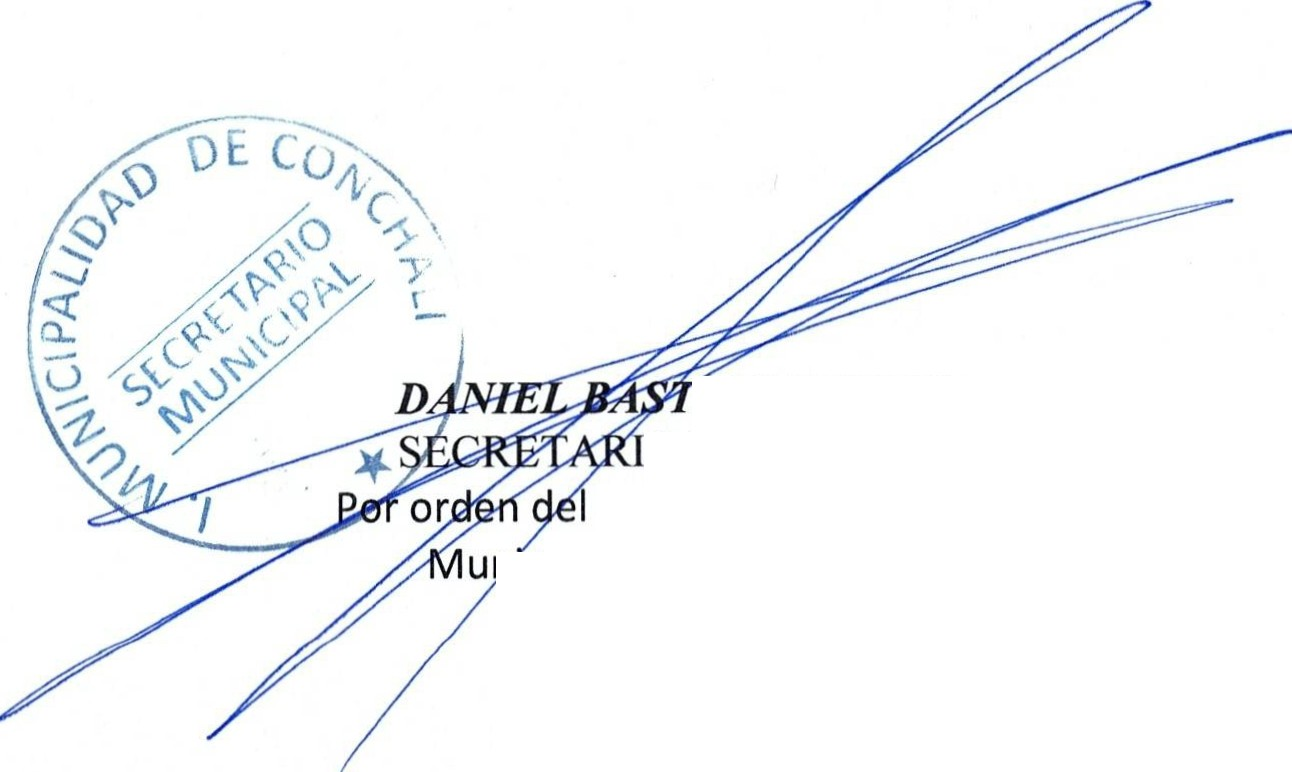 I. MUNICIPALIDAD DE CONCHALI
SECRETARIO
MUNICIPAL
DANIEL BAST
SECRETARI
Por orden del